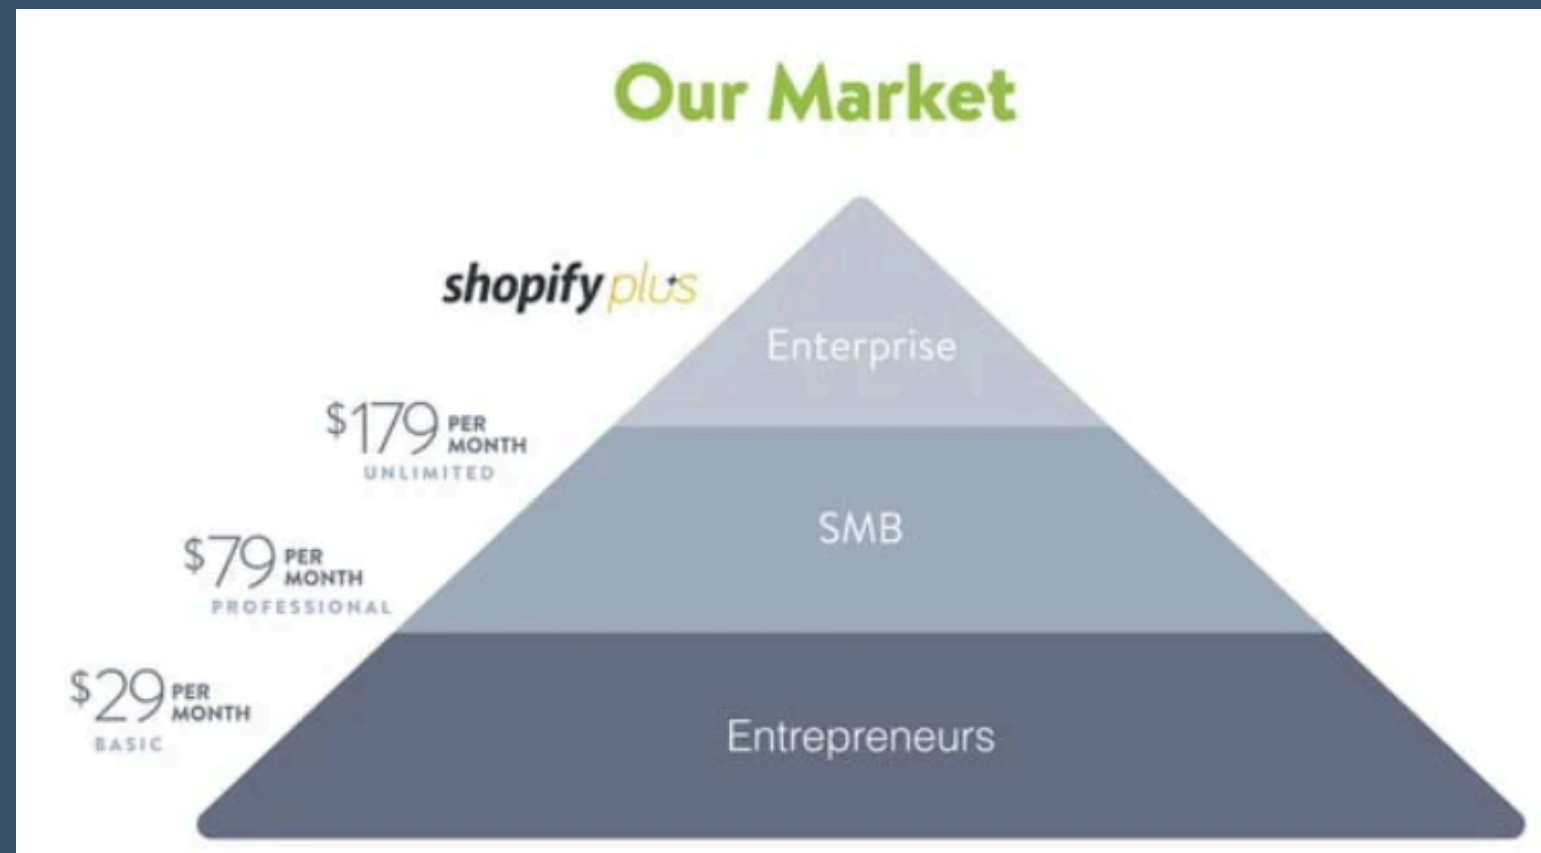 Our Market
shopify plus
Enterprise
$179 PER MONTH
UNLIMITED
SMB
$79 PER MONTH
PROFESSIONAL
$29 PER MONTH
BASIC
Entrepreneurs